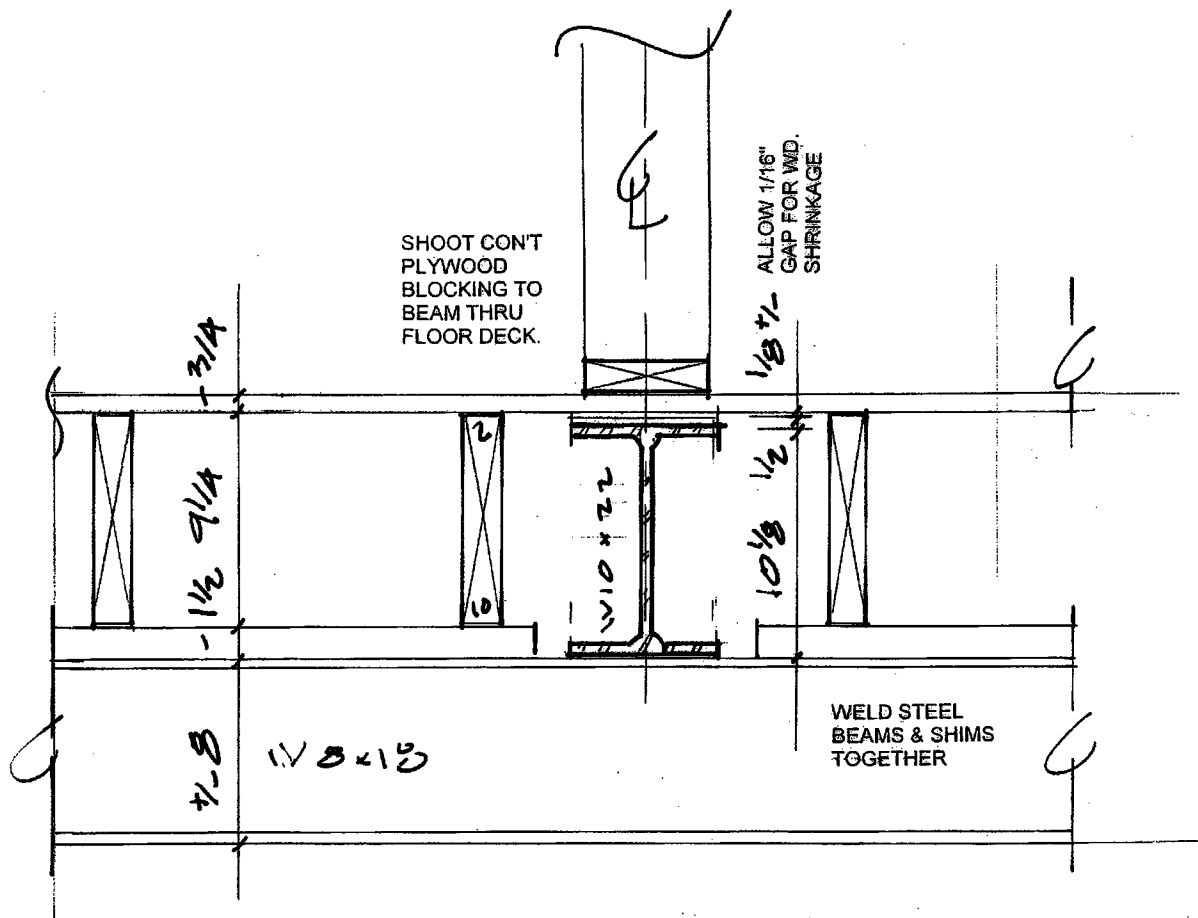 SHOOT CON'T
PLYWOOD
BLOCKING TO
BEAM THRU
FLOOR DECK.
ALLOW 1/16"
GAP FOR WD.
SHRINKAGE
1/8 +/-
1/2
10 1/8
- 3/4
9 1/4
- 1 1/2
+/- 8
2
10
W10 x 22
W 8 x 18
WELD STEEL
BEAMS & SHIMS
TOGETHER